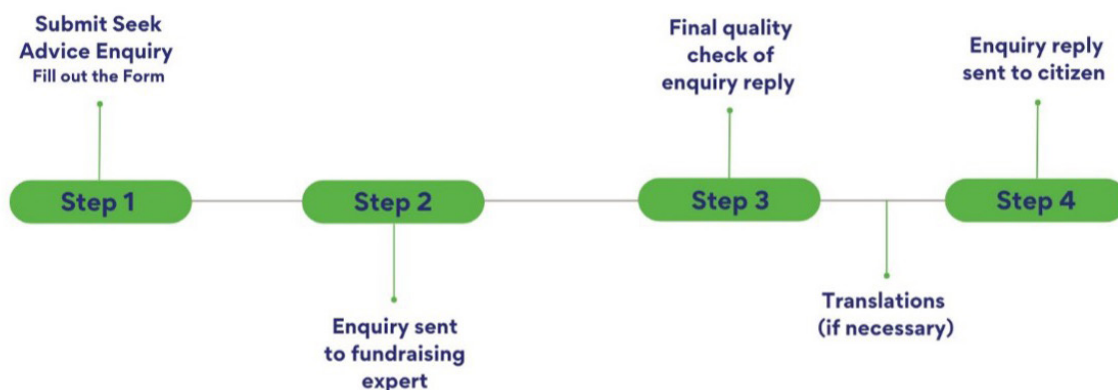 Submit Seek
Advice Enquiry
Fill out the Form
Step 1
Step 2
Enquiry sent
to fundraising
expert
Final quality
check of
enquiry reply
Step 3
Translations
(if necessary)
Enquiry reply
sent to citizen
Step 4